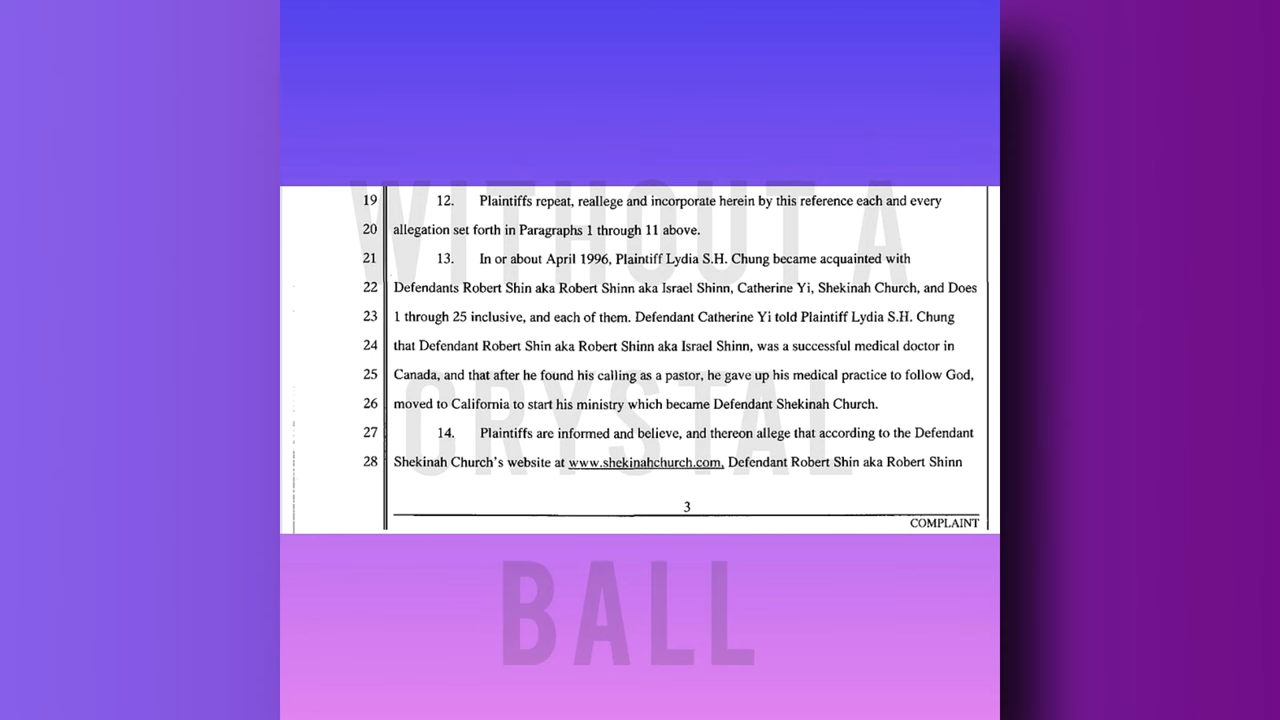 19 12. Plaintiffs repeat, reallege and incorporate herein by this reference each and every
20 allegation set forth in Paragraphs 1 through 11 above.
21 13. In or about April 1996, Plaintiff Lydia S.H. Chung became acquainted with
22 Defendants Robert Shin aka Robert Shinn aka Israel Shinn, Catherine Yi, Shekinah Church, and Does
23 1 through 25 inclusive, and each of them. Defendant Catherine Yi told Plaintiff Lydia S.H. Chung
24 that Defendant Robert Shin aka Robert Shinn aka Israel Shinn, was a successful medical doctor in
25 Canada, and that after he found his calling as a pastor, he gave up his medical practice to follow God,
26 moved to California to start his ministry which became Defendant Shekinah Church.
27 14. Plaintiffs are informed and believe, and thereon allege that according to the Defendant
28 Shekinah Church's website at www.shekinahchurch.com, Defendant Robert Shin aka Robert Shinn
3
COMPLAINT
WITHOUT A
CRYSTAL
BALL